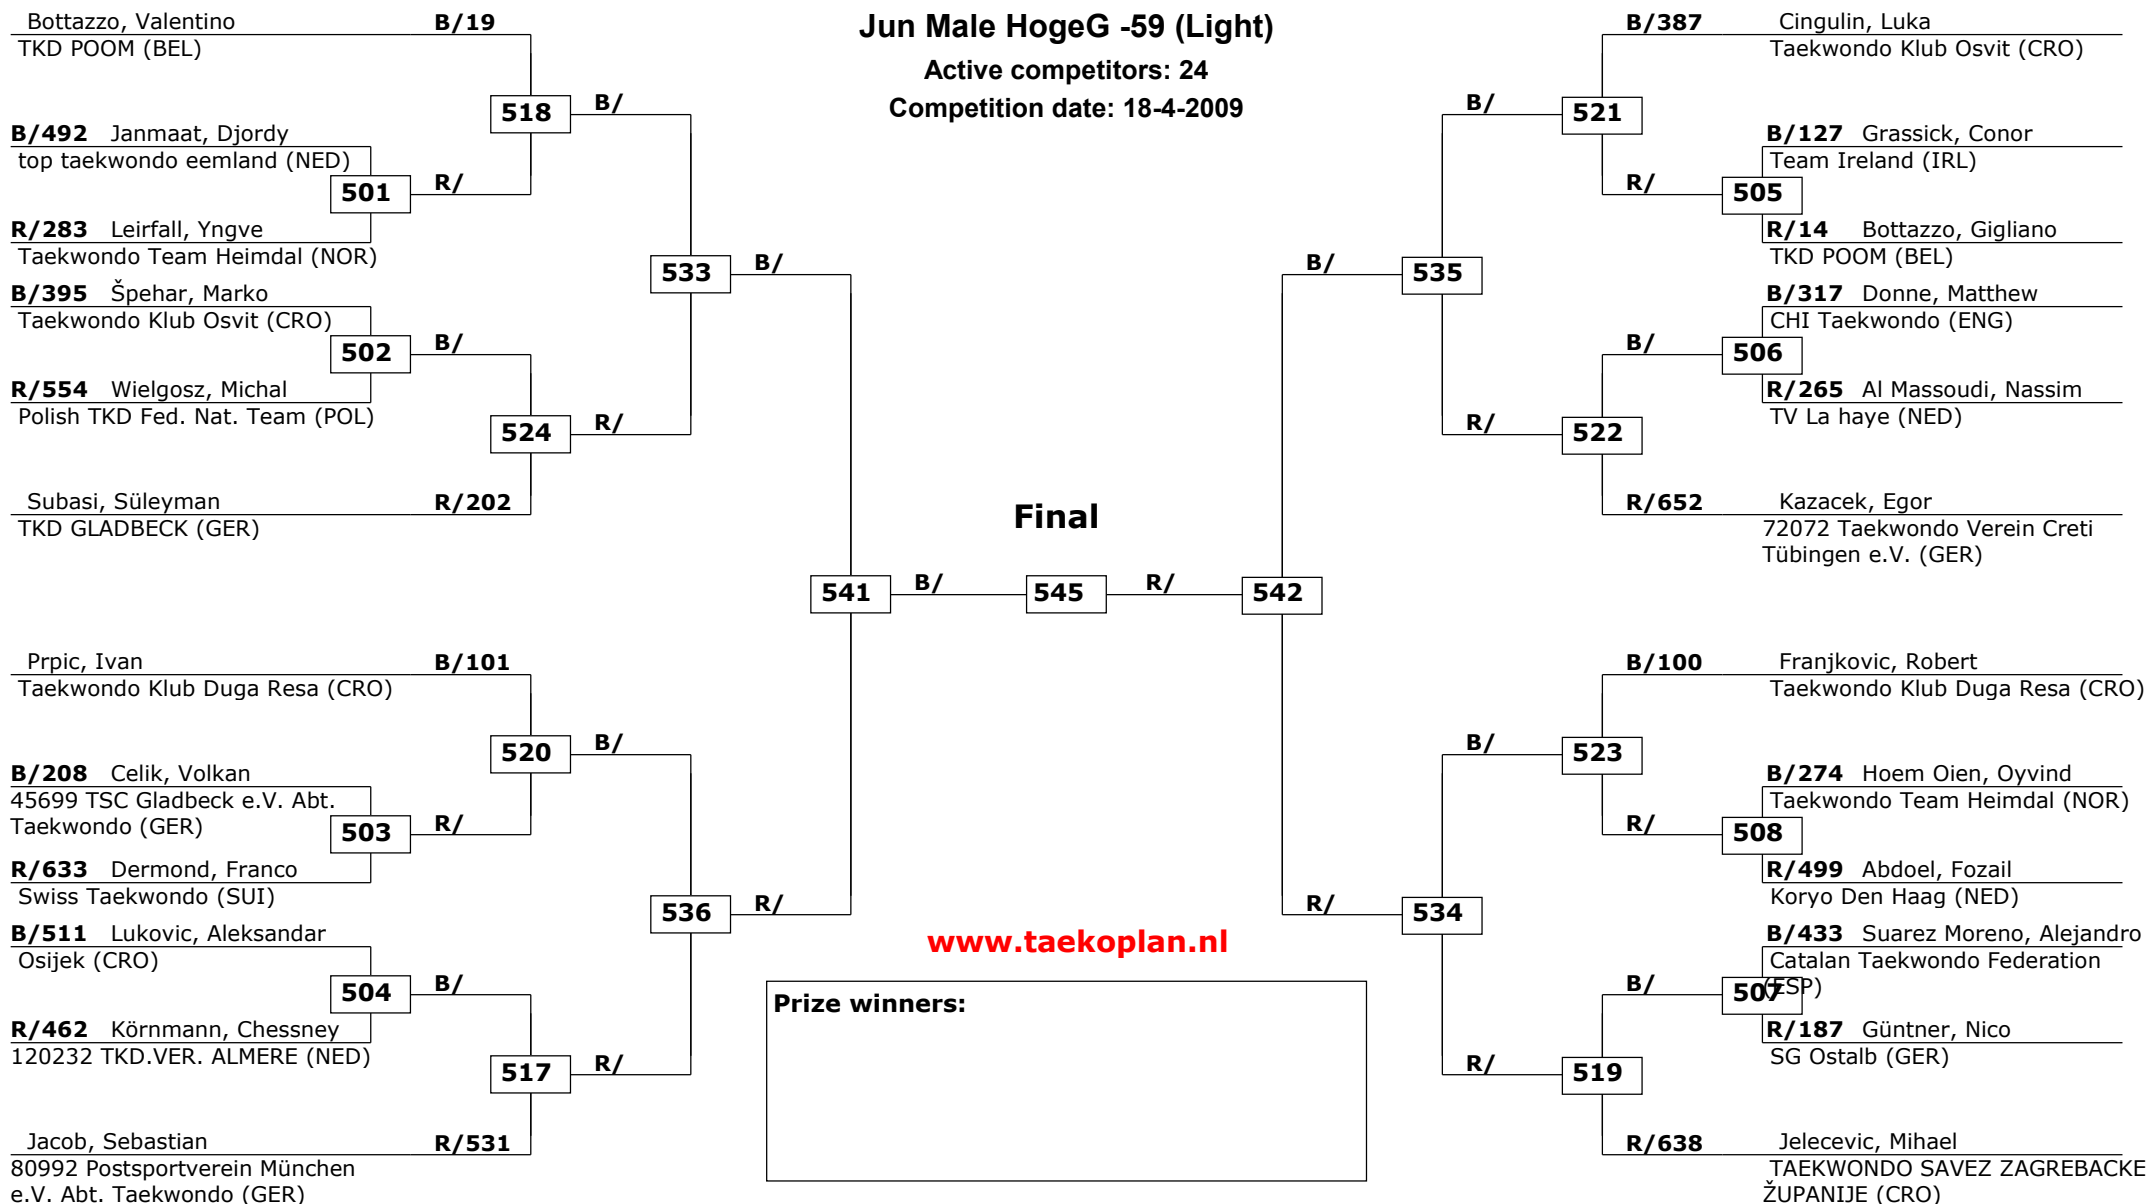 Jun Male HogeG -59 (Light)
Active competitors: 24
Competition date: 18-4-2009
Bottazzo, Valentino B/19
TKD POOM (BEL)
518 B/
B/492 Janmaat, Djordy
top taekwondo eemland (NED)
501 R/
R/283 Leirfall, Yngve
Taekwondo Team Heimdal (NOR)
533 B/
B/395 Špehar, Marko
Taekwondo Klub Osvit (CRO)
502 B/
R/554 Wielgosz, Michal
Polish TKD Fed. Nat. Team (POL)
524 R/
Subasi, Süleyman R/202
TKD GLADBECK (GER)
541 B/
Prpic, Ivan B/101
Taekwondo Klub Duga Resa (CRO)
520 B/
B/208 Celik, Volkan
45699 TSC Gladbeck e.V. Abt.
Taekwondo (GER)
503 R/
R/633 Dermond, Franco
Swiss Taekwondo (SUI)
536 R/
B/511 Lukovic, Aleksandar
Osijek (CRO)
504 B/
R/462 Körnmann, Chessney
120232 TKD.VER. ALMERE (NED)
517 R/
Jacob, Sebastian R/531
80992 Postsportverein München
e.V. Abt. Taekwondo (GER)
Final
545
www.taekoplan.nl
Prize winners:
B/387 Cingulin, Luka
Taekwondo Klub Osvit (CRO)
B/ 521
B/127 Grassick, Conor
Team Ireland (IRL)
R/ 505
R/14 Bottazzo, Gigliano
TKD POOM (BEL)
B/ 535
B/317 Donne, Matthew
CHI Taekwondo (ENG)
B/ 506
R/265 Al Massoudi, Nassim
TV La haye (NED)
R/ 522
R/652 Kazacek, Egor
72072 Taekwondo Verein Creti
Tübingen e.V. (GER)
R/ 542
B/100 Franjkovic, Robert
Taekwondo Klub Duga Resa (CRO)
B/ 523
B/274 Hoem Oien, Oyvind
Taekwondo Team Heimdal (NOR)
R/ 508
R/499 Abdoel, Fozail
Koryo Den Haag (NED)
R/ 534
B/433 Suarez Moreno, Alejandro
Catalan Taekwondo Federation
(ESP)
B/ 507
R/187 Güntner, Nico
SG Ostalb (GER)
R/ 519
R/638 Jelecevic, Mihael
TAEKWONDO SAVEZ ZAGREBACKE
ŽUPANIJE (CRO)